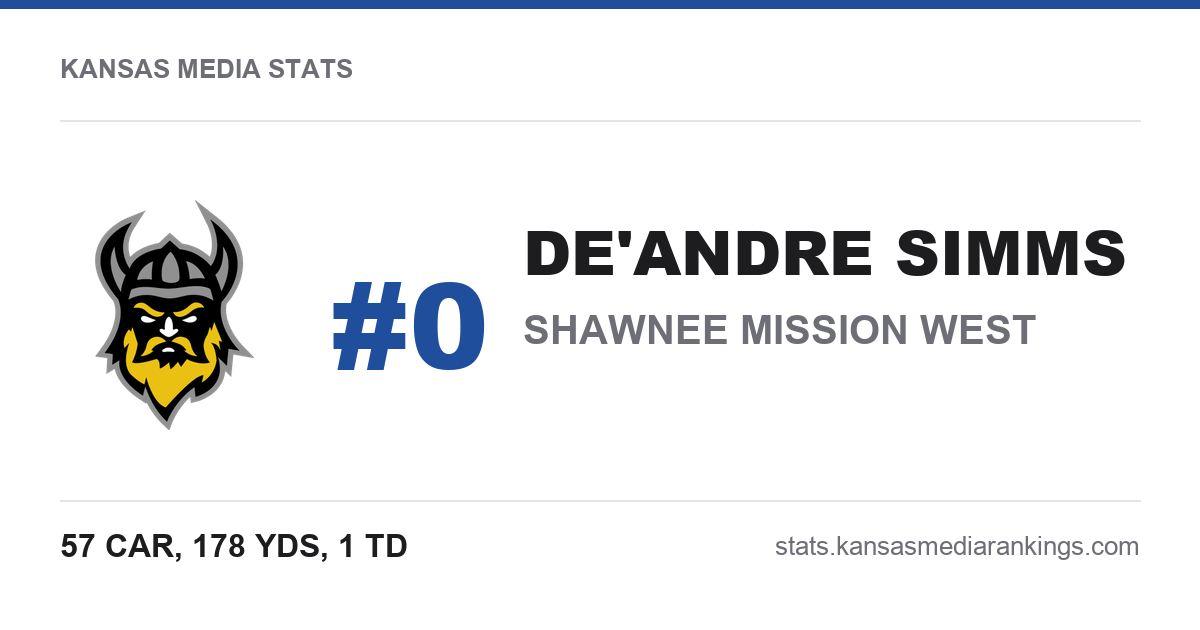 KANSAS MEDIA STATS
#0
DE'ANDRE SIMMS
SHAWNEE MISSION WEST
57 CAR, 178 YDS, 1 TD
stats.kansasmediarankings.com